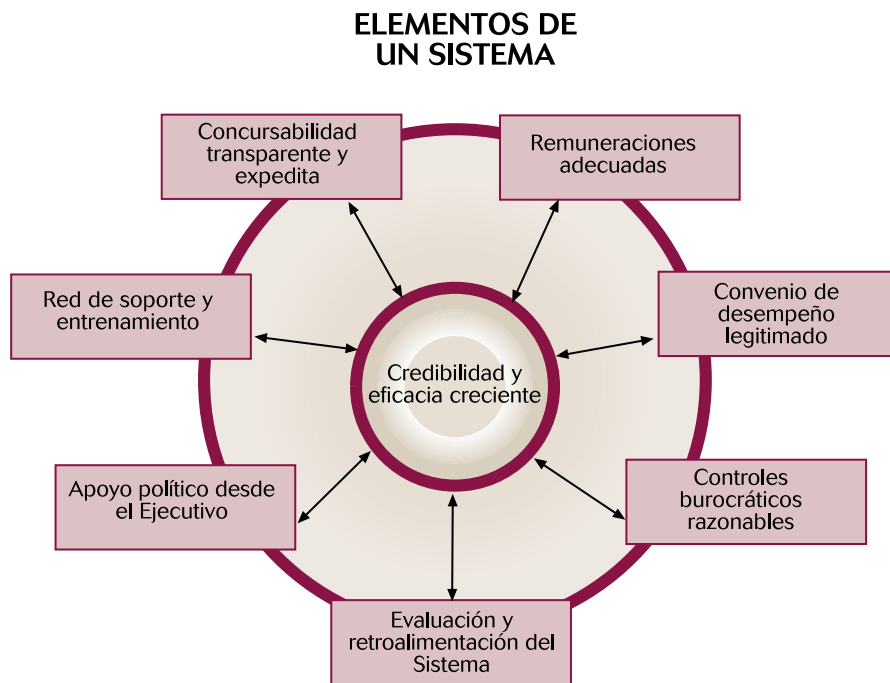 ELEMENTOS DE
UN SISTEMA
Concursabilidad
transparente y
expedita
Remuneraciones
adecuadas
Red de soporte y
entrenamiento
Convenio de
desempeño
legitimado
Credibilidad y
eficacia creciente
Apoyo político desde
el Ejecutivo
Controles
burocráticos
razonables
Evaluación y
retroalimentación del
Sistema